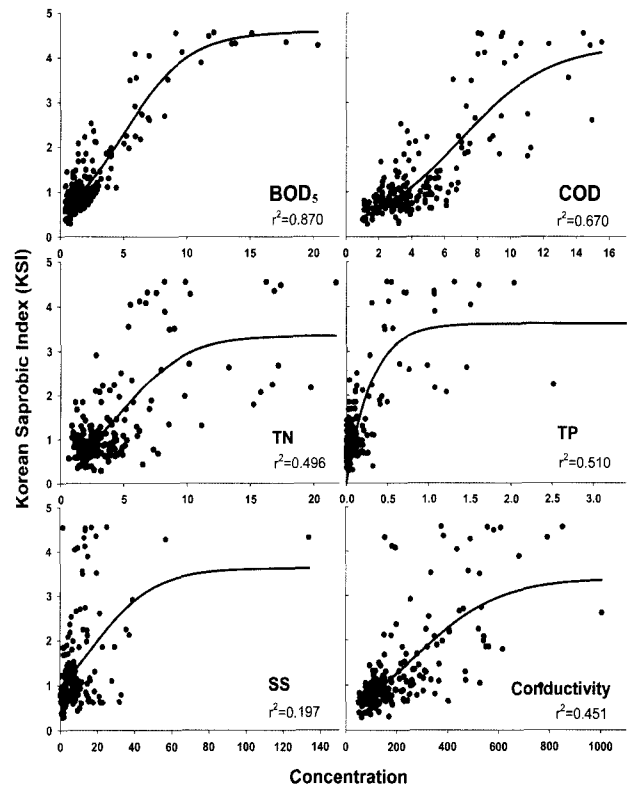 5
4
3
2
1
0
0 5 10 15 20
BOD₅
r²=0.870
0 2 4 6 8 10 12 14 16
COD
r²=0.670
Korean Saprobic Index (KSI)
5
4
3
2
1
0
0 5 10 15 20
TN
r²=0.496
0.0 0.5 1.0 1.5 2.0 2.5 3.0
TP
r²=0.510
5
4
3
2
1
0
0 20 40 60 80 100 120 140
SS
r²=0.197
0 200 400 600 800 1000
Conductivity
r²=0.451
Concentration